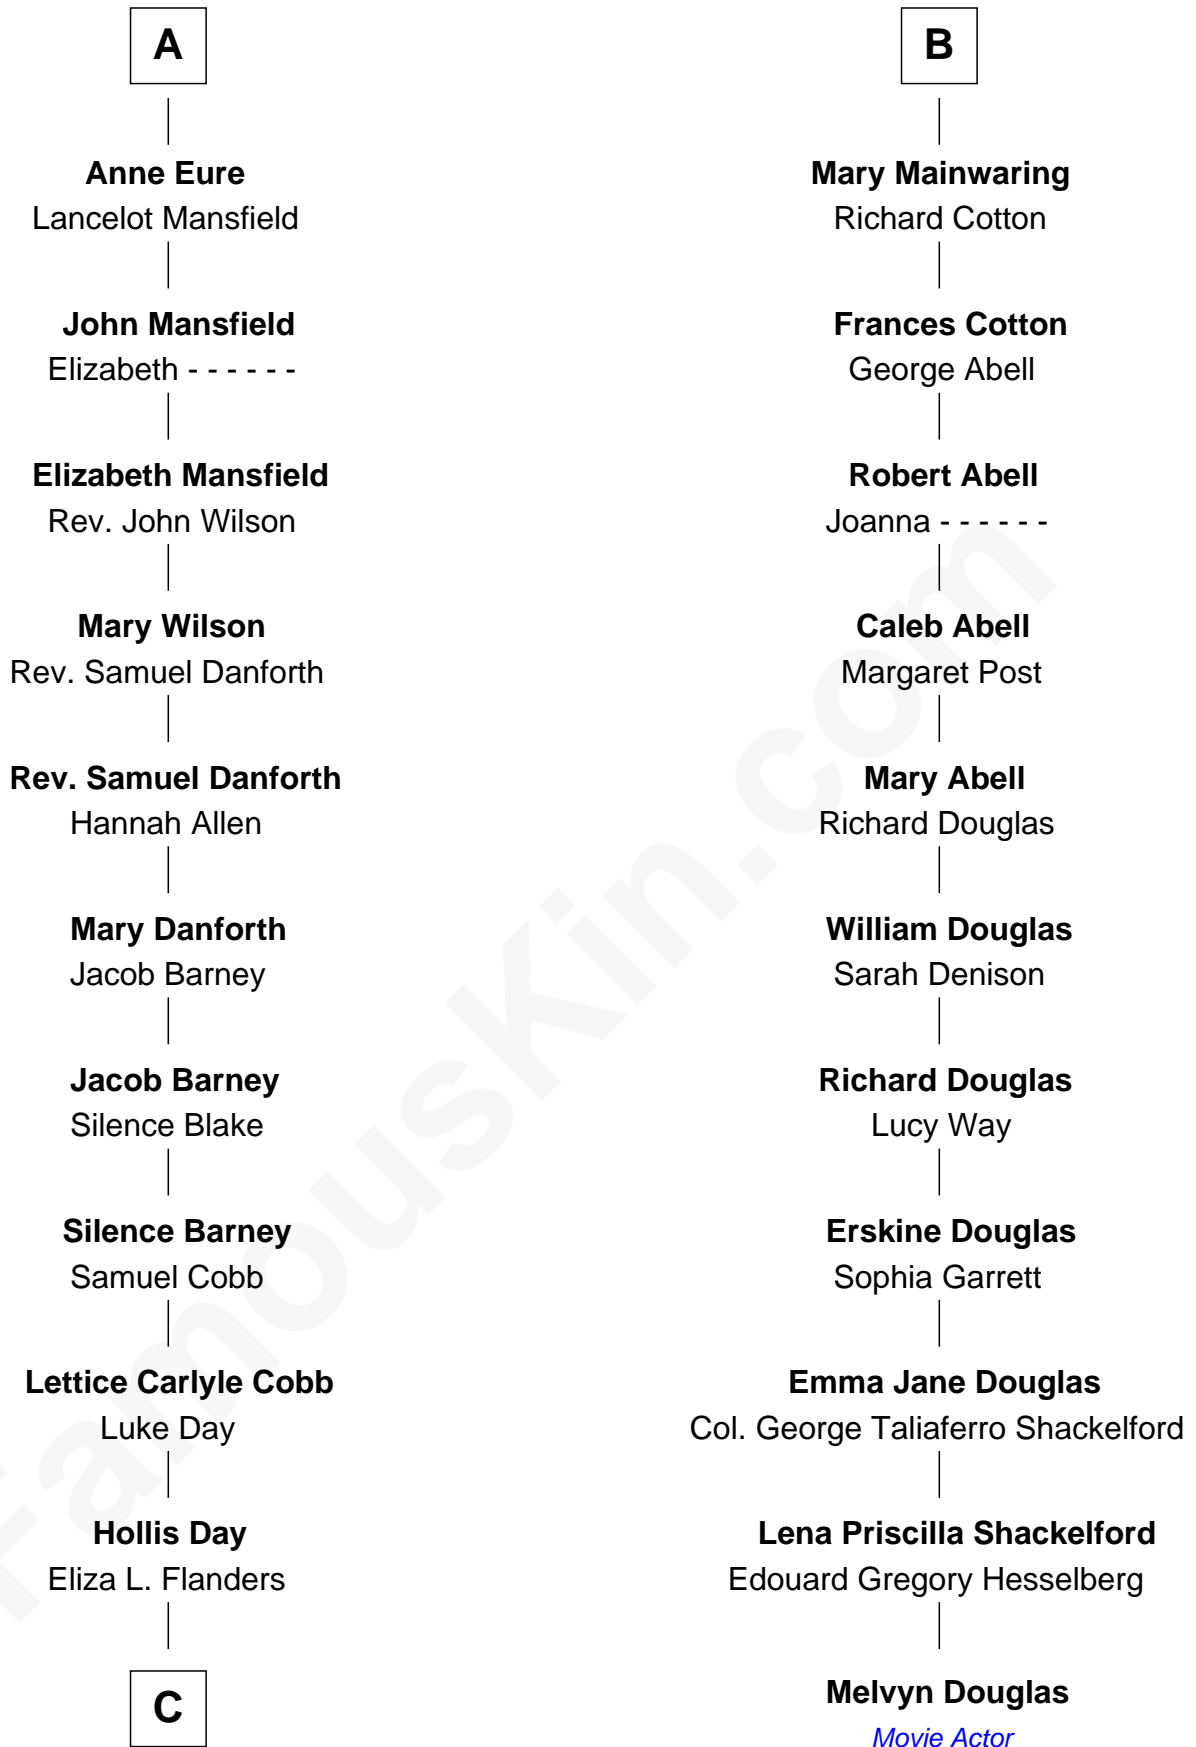 A
Anne Eure
Lancelot Mansfield
John Mansfield
Elizabeth - - - - - -
Elizabeth Mansfield
Rev. John Wilson
Mary Wilson
Rev. Samuel Danforth
Rev. Samuel Danforth
Hannah Allen
Mary Danforth
Jacob Barney
Jacob Barney
Silence Blake
Silence Barney
Samuel Cobb
Lettice Carlyle Cobb
Luke Day
Hollis Day
Eliza L. Flanders
C
B
Mary Mainwaring
Richard Cotton
Frances Cotton
George Abell
Robert Abell
Joanna - - - - - -
Caleb Abell
Margaret Post
Mary Abell
Richard Douglas
William Douglas
Sarah Denison
Richard Douglas
Lucy Way
Erskine Douglas
Sophia Garrett
Emma Jane Douglas
Col. George Taliaferro Shackelford
Lena Priscilla Shackelford
Edouard Gregory Hesselberg
Melvyn Douglas
Movie Actor
FamousKin.com